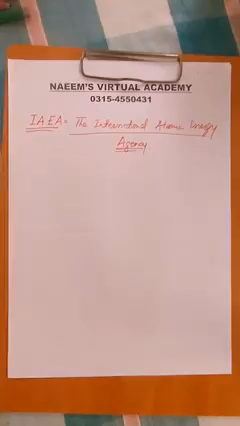 NAEEM'S VIRTUAL ACADEMY
0315-4550431
IAEA= The International Atomic Energy
Agency